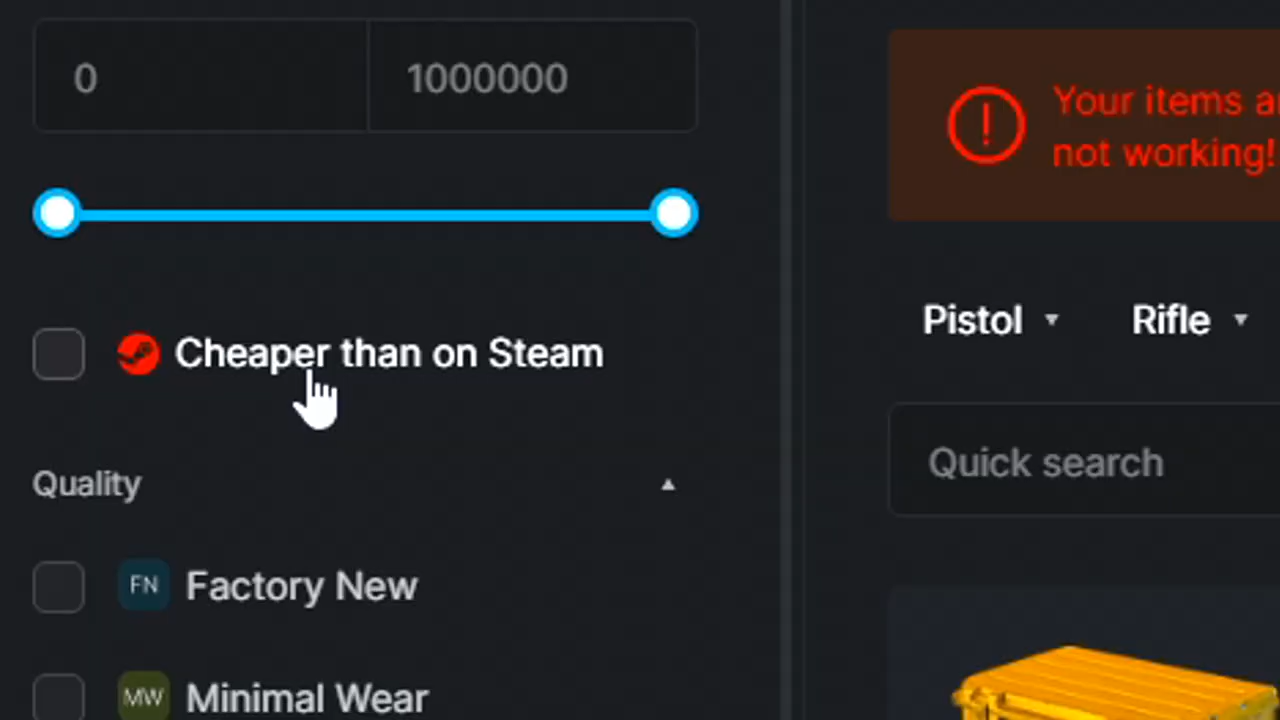 0
1000000
Your items a
not working!
Cheaper than on Steam
Pistol
Rifle
Quick search
Quality
FN Factory New
MW Minimal Wear